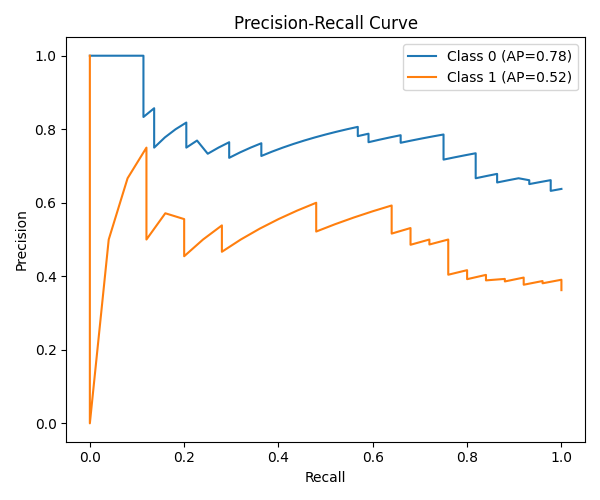 Precision-Recall Curve
Class 0 (AP=0.78)
Class 1 (AP=0.52)
Precision
1.0
0.8
0.6
0.4
0.2
0.0
0.0 0.2 0.4 0.6 0.8 1.0
Recall